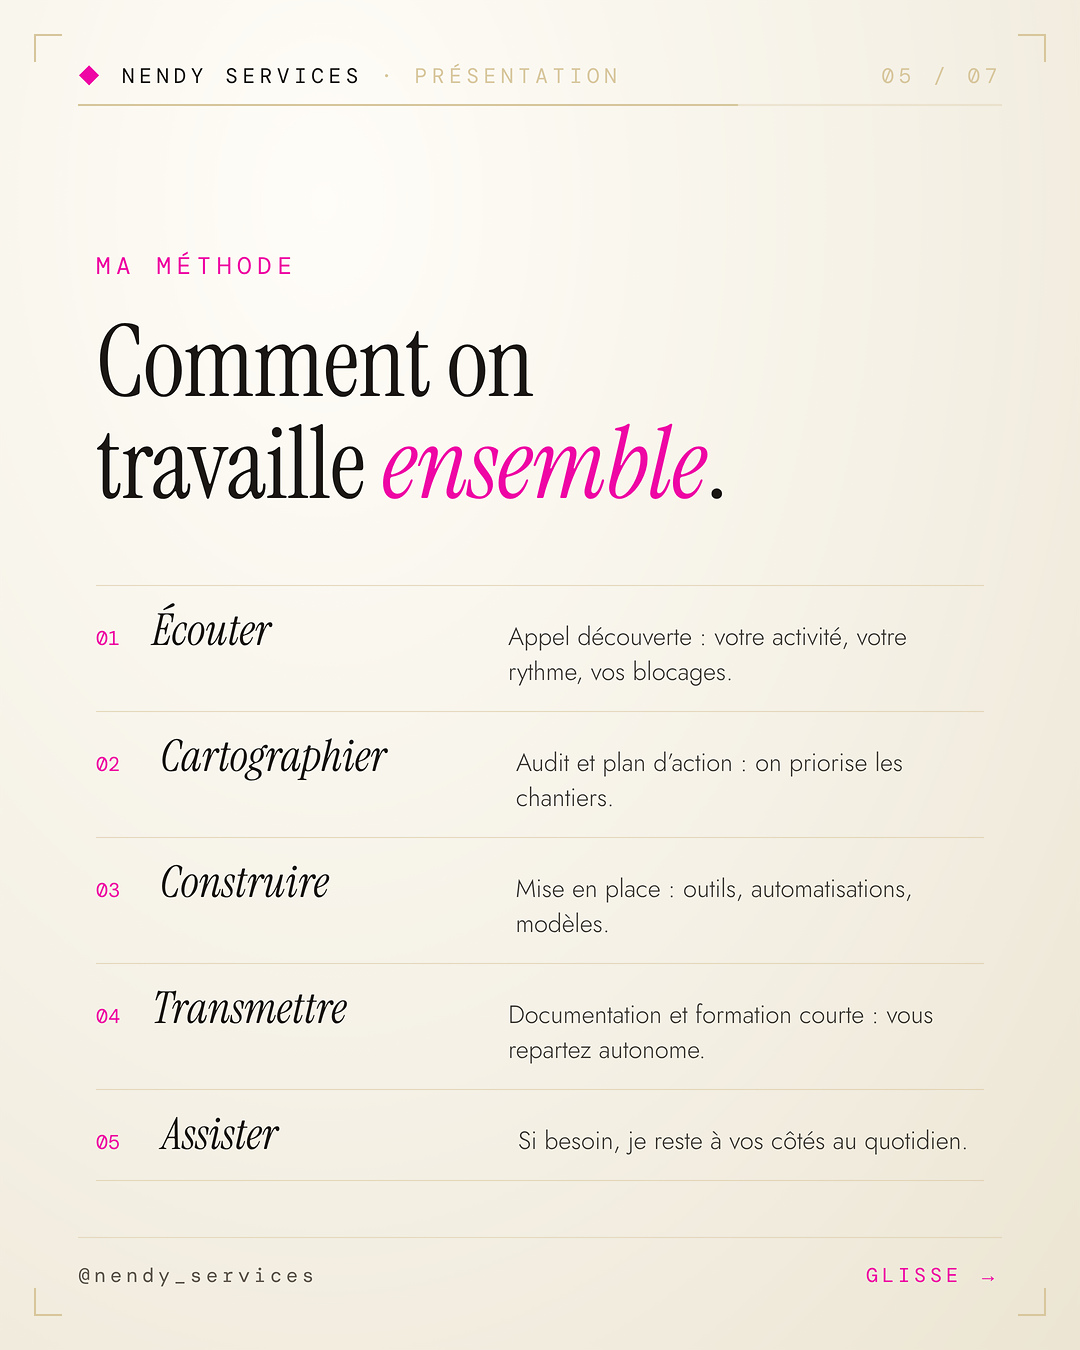 NENDY SERVICES · PRÉSENTATION
05 / 07
MA MÉTHODE
Comment on
travaille ensemble.
01 Écouter
Appel découverte : votre activité, votre
rythme, vos blocages.
02 Cartographier
Audit et plan d’action : on priorise les
chantiers.
03 Construire
Mise en place : outils, automatisations,
modèles.
04 Transmettre
Documentation et formation courte : vous
repartez autonome.
05 Assister
Si besoin, je reste à vos côtés au quotidien.
@nendy_services
GLISSE →